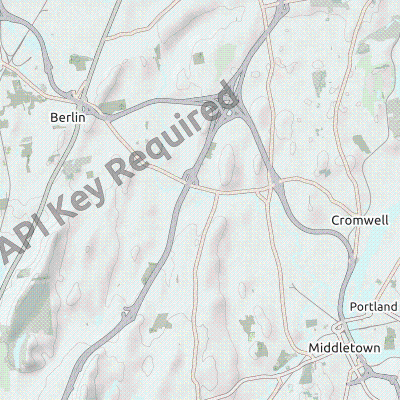 API Key Required
Berlin
Cromwell
Portland
Middletown